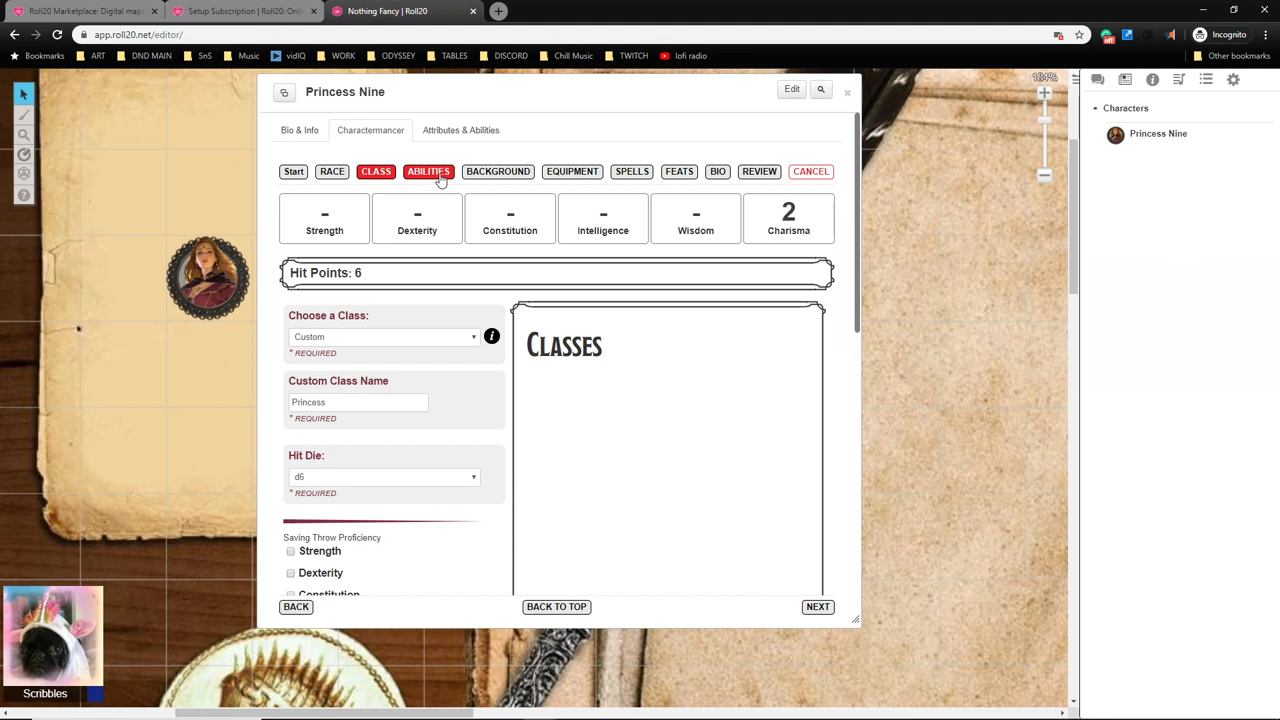 Roll20 Marketplace: Digital map
Setup Subscription | Roll20: Onl
Nothing Fancy | Roll20
app.roll20.net/editor/
Incognito
Bookmarks
ART
DND MAIN
SnS
Music
vidIQ
WORK
ODYSSEY
TABLES
DISCORD
Chill Music
TWITCH
lofi radio
Other bookmarks
184%
Princess Nine
Edit
Characters
Princess Nine
Bio & Info
Charactermancer
Attributes & Abilities
Start
RACE
CLASS
ABILITIES
BACKGROUND
EQUIPMENT
SPELLS
FEATS
BIO
REVIEW
CANCEL
- - - - - 2
Strength Dexterity Constitution Intelligence Wisdom Charisma
Hit Points: 6
Choose a Class:
Custom
* REQUIRED
CLASSES
Custom Class Name
Princess
* REQUIRED
Hit Die:
d6
* REQUIRED
Saving Throw Proficiency
Strength
Dexterity
Constitution
BACK
BACK TO TOP
NEXT
Scribbles